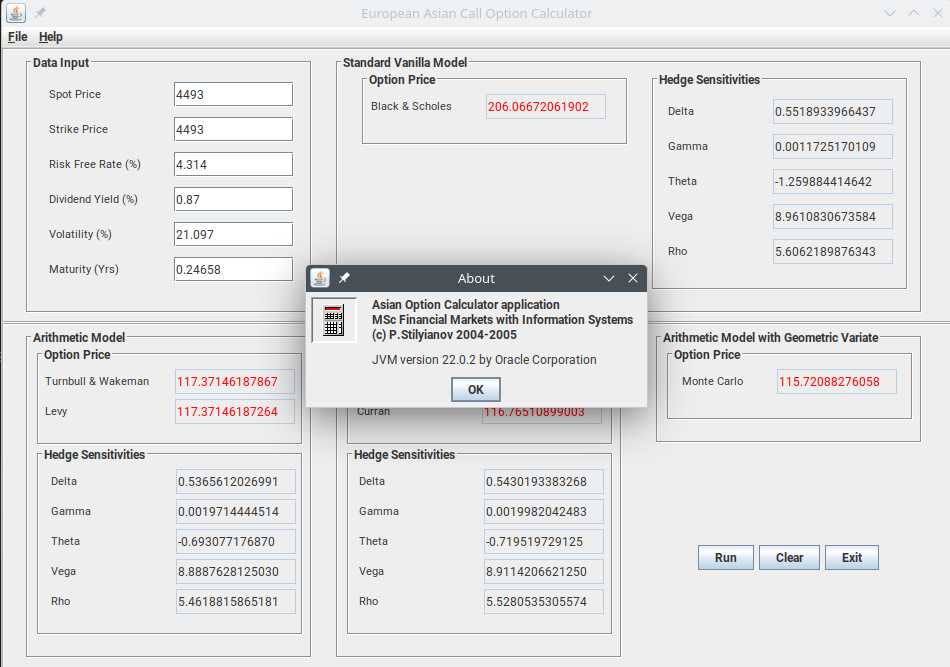 European Asian Call Option Calculator
File Help
Data Input
Spot Price 4493
Strike Price 4493
Risk Free Rate (%) 4.314
Dividend Yield (%) 0.87
Volatility (%) 21.097
Maturity (Yrs) 0.24658
Standard Vanilla Model
Option Price
Black & Scholes 206.06672061902
Hedge Sensitivities
Delta 0.5518933966437
Gamma 0.0011725170109
Theta -1.259884414642
Vega 8.9610830673584
Rho 5.6062189876343
About
Asian Option Calculator application
MSc Financial Markets with Information Systems
(c) P.Stilyianov 2004-2005
JVM version 22.0.2 by Oracle Corporation
OK
Arithmetic Model
Option Price
Turnbull & Wakeman 117.37146187867
Levy 117.37146187264
Hedge Sensitivities
Delta 0.5365612026991
Gamma 0.0019714444514
Theta -0.693077176870
Vega 8.8887628125030
Rho 5.4618815865181
Curran 116.76510899003
Hedge Sensitivities
Delta 0.5430193383268
Gamma 0.0019982042483
Theta -0.719519729125
Vega 8.9114206621250
Rho 5.5280535305574
Arithmetic Model with Geometric Variate
Option Price
Monte Carlo 115.72088276058
Run Clear Exit